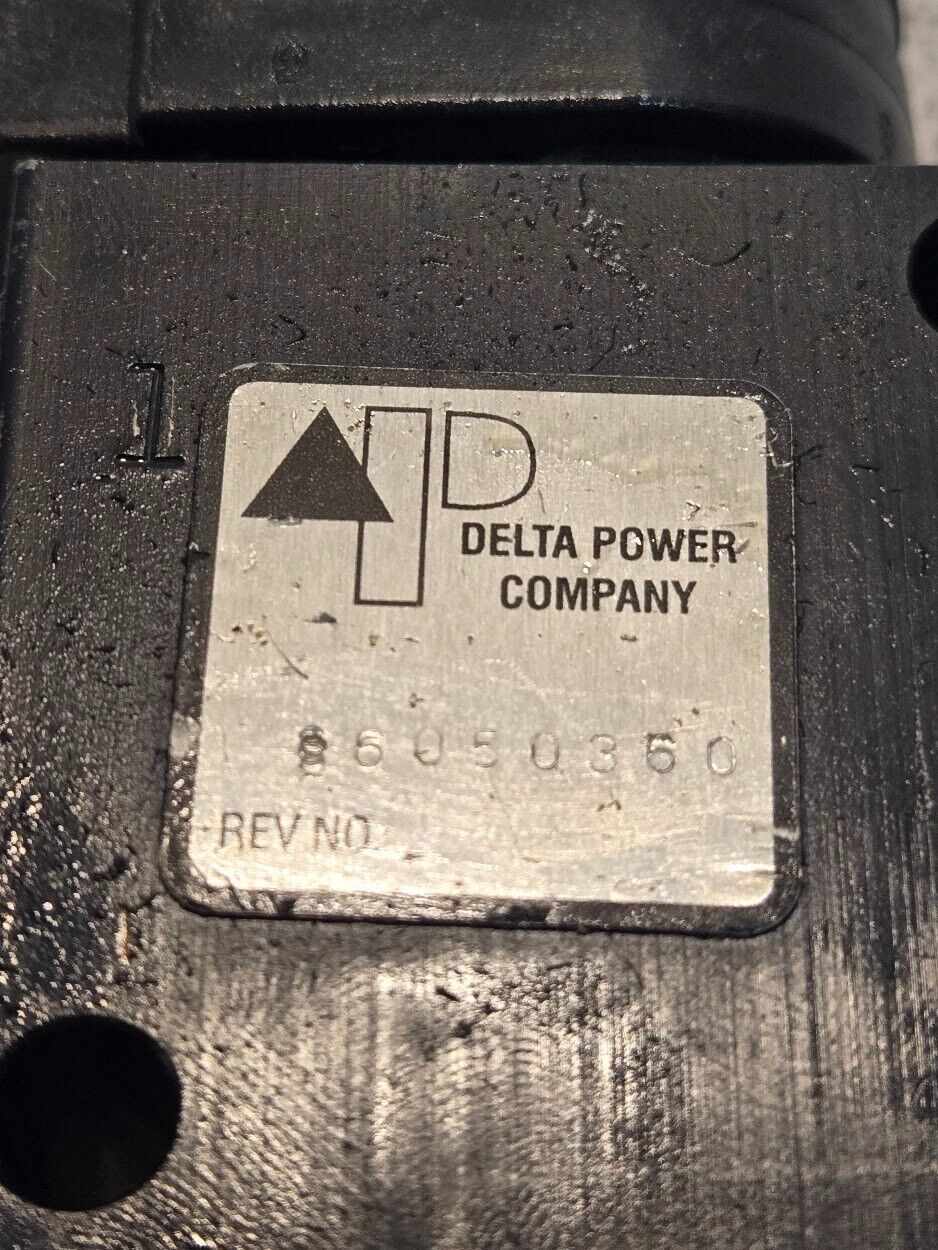 1
D
DELTA POWER
COMPANY
86050360
REV NO.